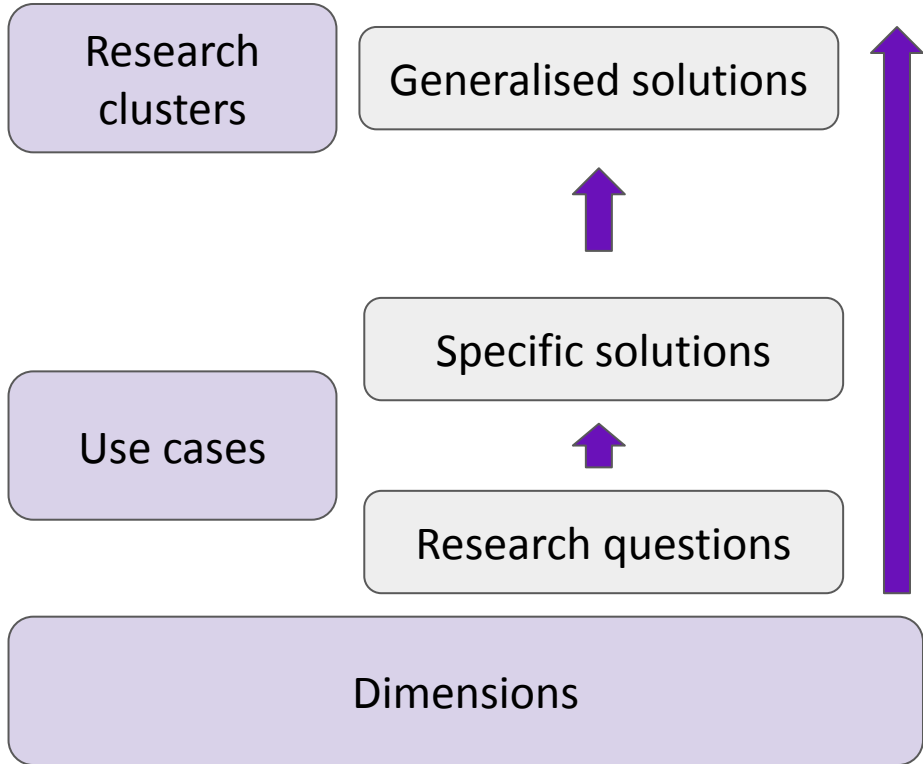 Research
clusters
Generalised solutions
Specific solutions
Use cases
Research questions
Dimensions